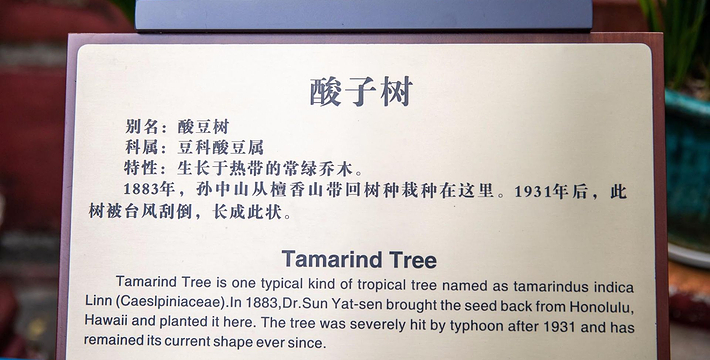 酸子树
别名：酸豆树
科属：豆科酸豆属
特性：生长于热带的常绿乔木。
1883年，孙中山从檀香山带回树种栽种在这里。1931年后，此
树被台风刮倒，长成此状。
Tamarind Tree
Tamarind Tree is one typical kind of tropical tree named as tamarindus indica
Linn (Caeslpiniaceae).In 1883,Dr.Sun Yat-sen brought the seed back from Honolulu,
Hawaii and planted it here. The tree was severely hit by typhoon after 1931 and has
remained its current shape ever since.